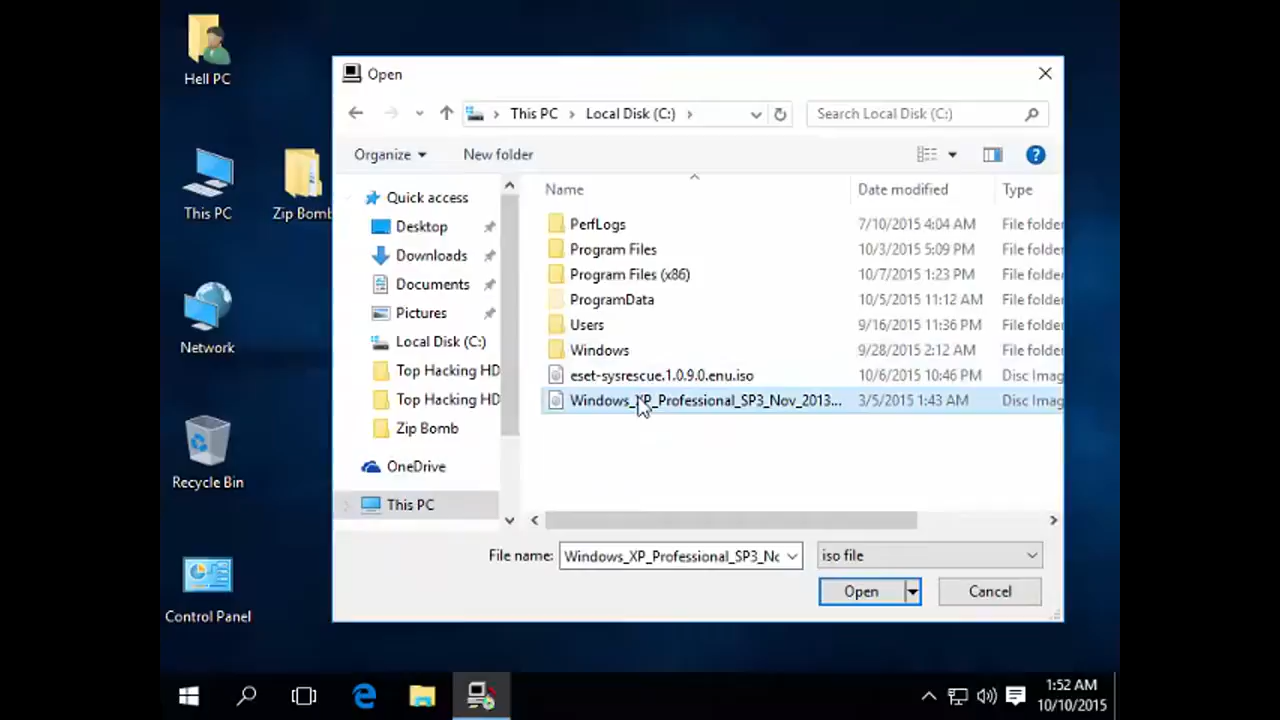 Hell PC
This PC
Zip Bomb
Network
Recycle Bin
Control Panel
Open
This PC
Local Disk (C:)
Search Local Disk (C:)
Organize
New folder
?
Quick access
Desktop
Downloads
Documents
Pictures
Local Disk (C:)
Top Hacking HD
Top Hacking HD
Zip Bomb
OneDrive
This PC
Name Date modified Type
PerfLogs 7/10/2015 4:04 AM File folder
Program Files 10/3/2015 5:09 PM File folder
Program Files (x86) 10/7/2015 1:23 PM File folder
ProgramData 10/5/2015 11:12 AM File folder
Users 9/16/2015 11:36 PM File folder
Windows 9/28/2015 2:12 AM File folder
eset-sysrescue.1.0.9.0.enu.iso 10/6/2015 10:46 PM Disc Imag
Windows_XP_Professional_SP3_Nov_2013... 3/5/2015 1:43 AM Disc Imag
File name: Windows_XP_Professional_SP3_Nc iso file
Open Cancel
1:52 AM
10/10/2015